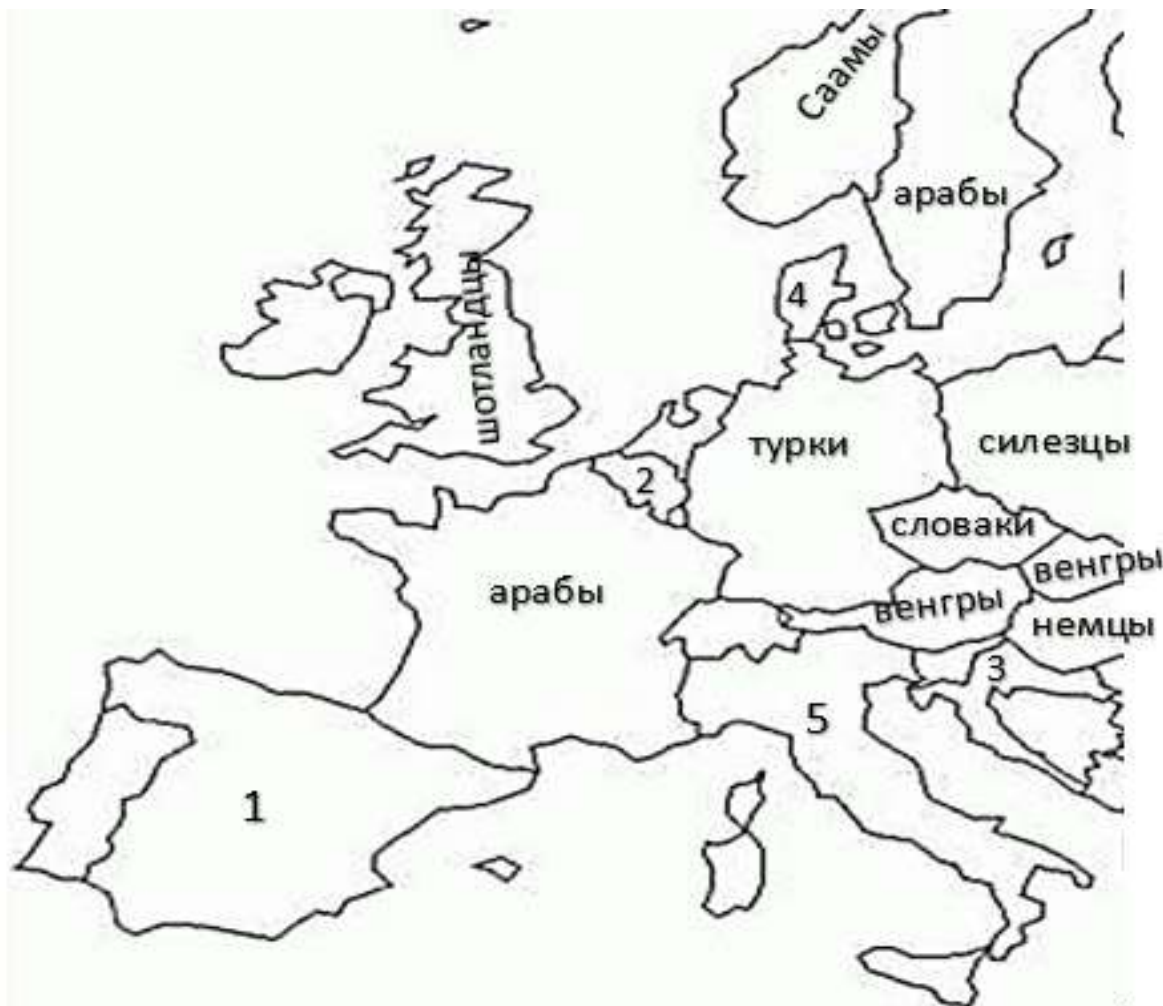 Саамы
арабы
4
шотландцы
турки
силезцы
2
словаки
венгры
арабы
венгры
немцы
3
5
1